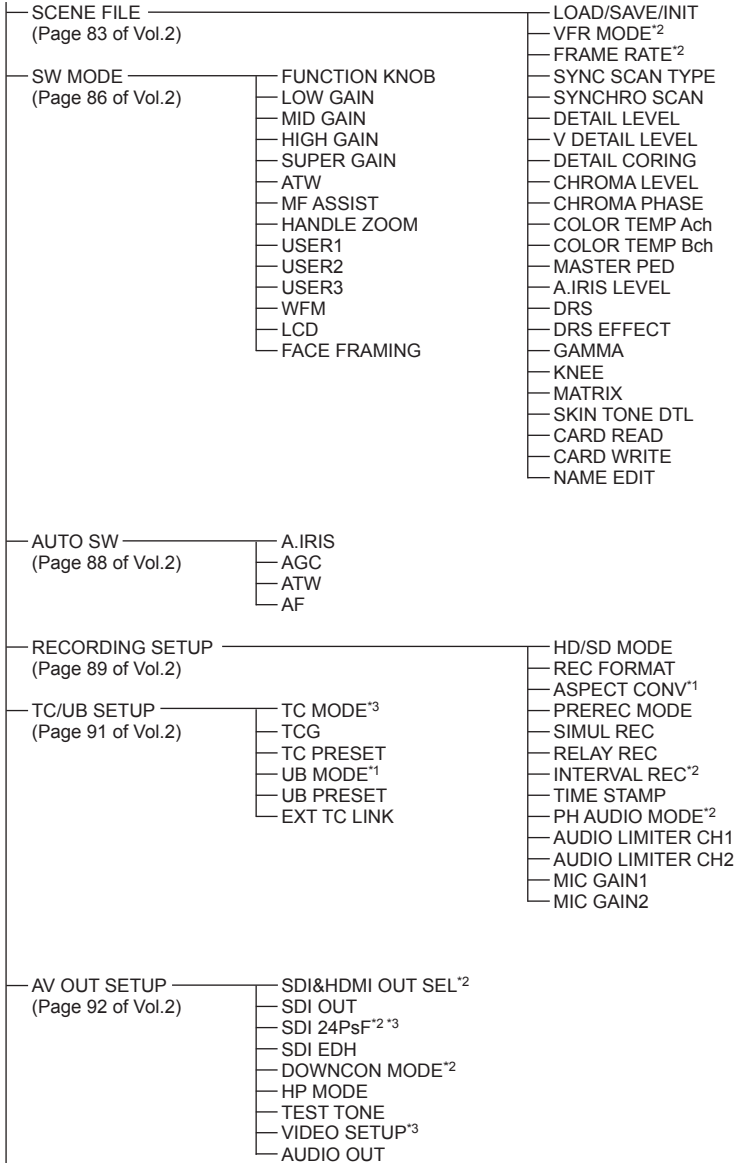 SCENE FILE
(Page 83 of Vol.2)
LOAD/SAVE/INIT
VFR MODE*2
FRAME RATE*2
SYNC SCAN TYPE
SYNCHRO SCAN
DETAIL LEVEL
V DETAIL LEVEL
DETAIL CORING
CHROMA LEVEL
CHROMA PHASE
COLOR TEMP Ach
COLOR TEMP Bch
MASTER PED
A.IRIS LEVEL
DRS
DRS EFFECT
GAMMA
KNEE
MATRIX
SKIN TONE DTL
CARD READ
CARD WRITE
NAME EDIT
SW MODE
(Page 86 of Vol.2)
FUNCTION KNOB
LOW GAIN
MID GAIN
HIGH GAIN
SUPER GAIN
ATW
MF ASSIST
HANDLE ZOOM
USER1
USER2
USER3
WFM
LCD
FACE FRAMING
AUTO SW
(Page 88 of Vol.2)
A.IRIS
AGC
ATW
AF
RECORDING SETUP
(Page 89 of Vol.2)
HD/SD MODE
REC FORMAT
ASPECT CONV*1
PREREC MODE
SIMUL REC
RELAY REC
INTERVAL REC*2
TIME STAMP
PH AUDIO MODE*2
AUDIO LIMITER CH1
AUDIO LIMITER CH2
MIC GAIN1
MIC GAIN2
TC/UB SETUP
(Page 91 of Vol.2)
TC MODE*3
TCG
TC PRESET
UB MODE*1
UB PRESET
EXT TC LINK
AV OUT SETUP
(Page 92 of Vol.2)
SDI&HDMI OUT SEL*2
SDI OUT
SDI 24PsF*2 *3
SDI EDH
DOWNCON MODE*2
HP MODE
TEST TONE
VIDEO SETUP*3
AUDIO OUT